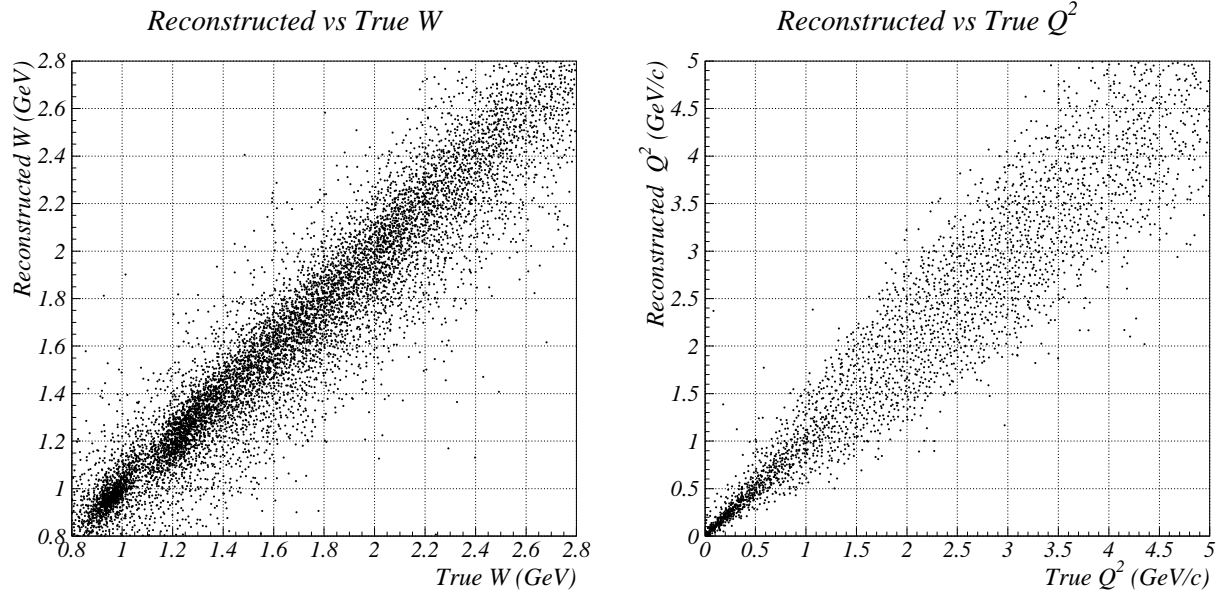 Reconstructed vs True W
Reconstructed W (GeV)
2.8
2.6
2.4
2.2
2
1.8
1.6
1.4
1.2
1
0.8
0.8 1 1.2 1.4 1.6 1.8 2 2.2 2.4 2.6 2.8
True W (GeV)
Reconstructed vs True Q²
Reconstructed Q² (GeV/c)
5
4.5
4
3.5
3
2.5
2
1.5
1
0.5
0
0 0.5 1 1.5 2 2.5 3 3.5 4 4.5 5
True Q² (GeV/c)